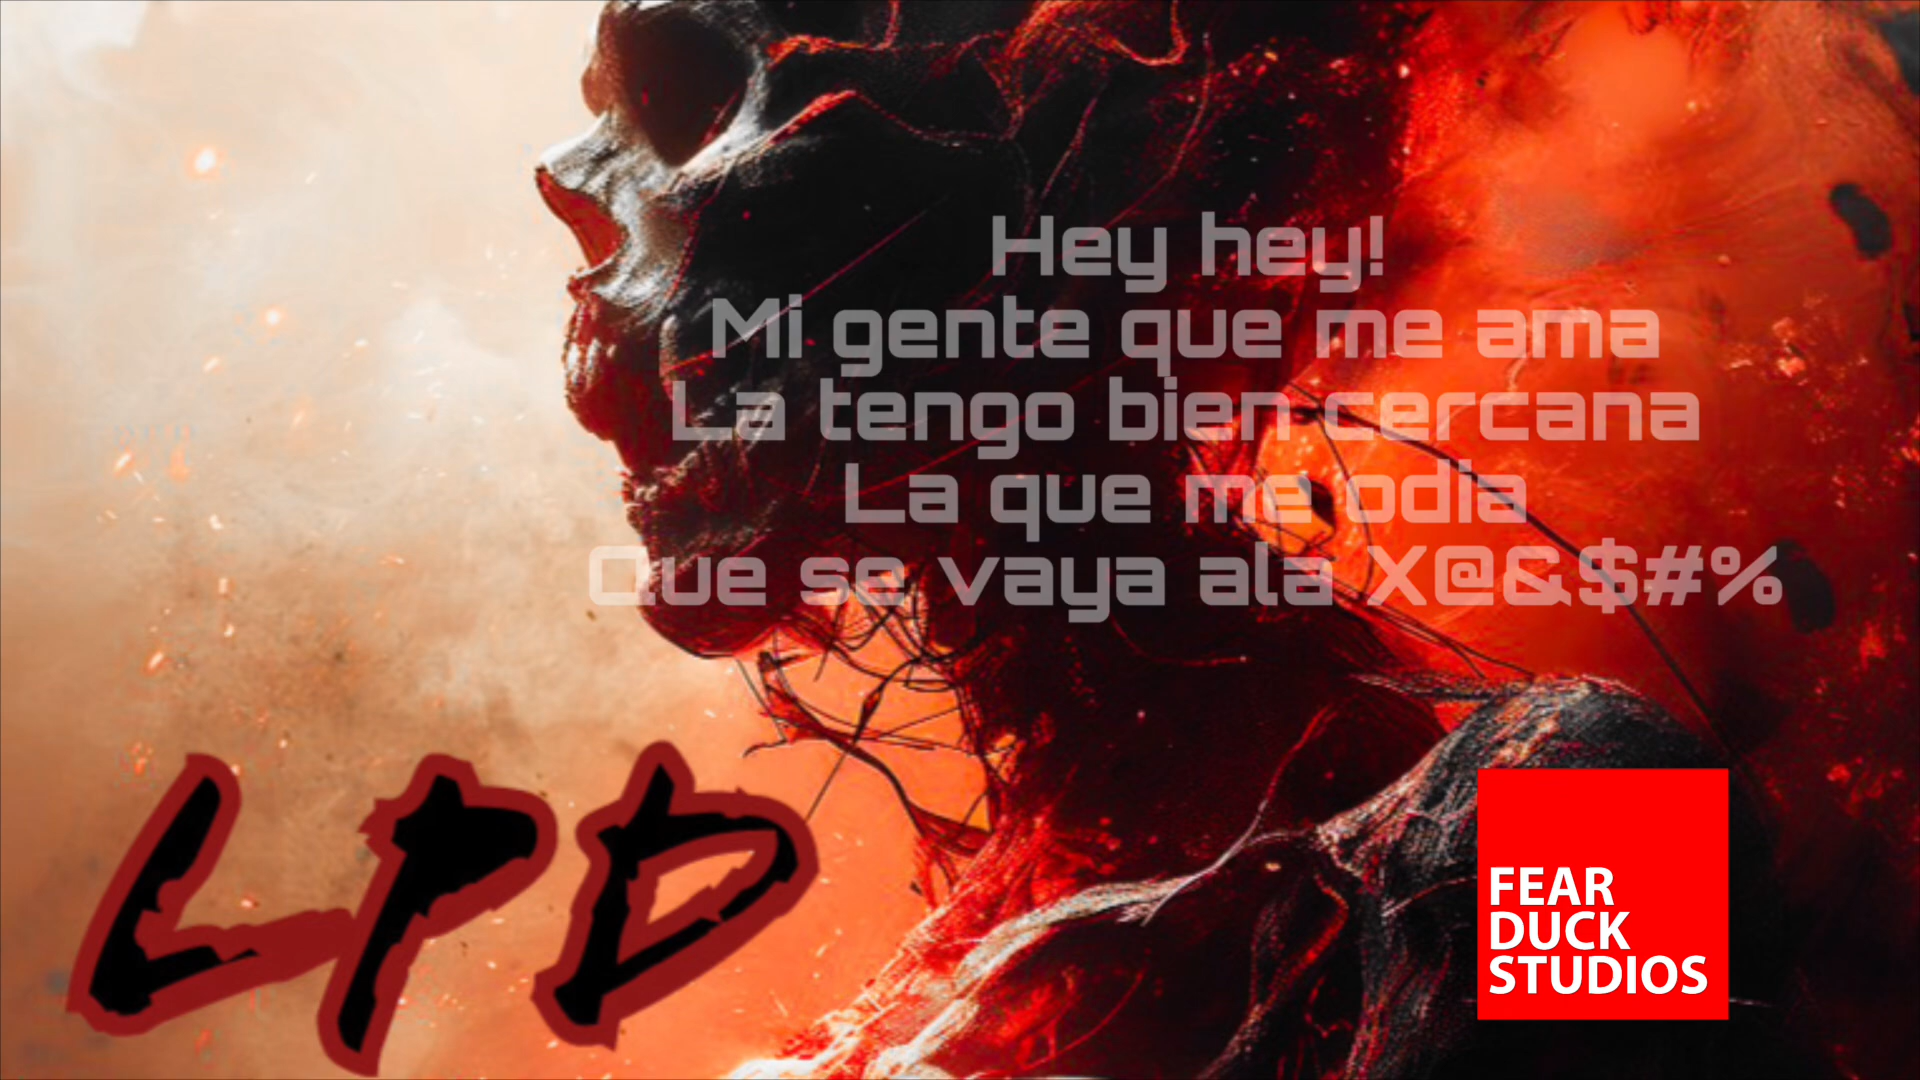 Hey hey!
Mi gente que me ama
La tengo bien cercana
La que me odia
Que se vaya ala X@&$#%
LPD
FEAR
DUCK
STUDIOS